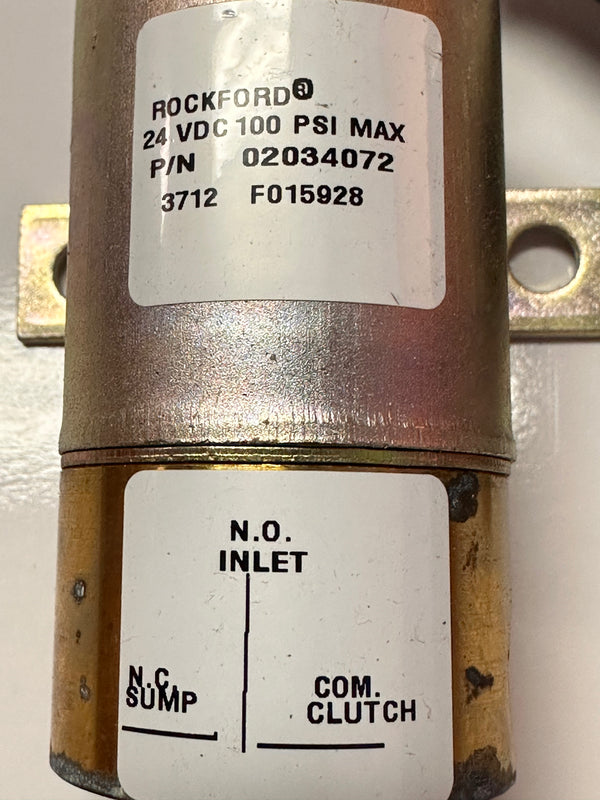 ROCKFORD®
24 VDC 100 PSI MAX
P/N 02034072
3712 F015928
N.O.
INLET
N.C.
SUMP
COM.
CLUTCH